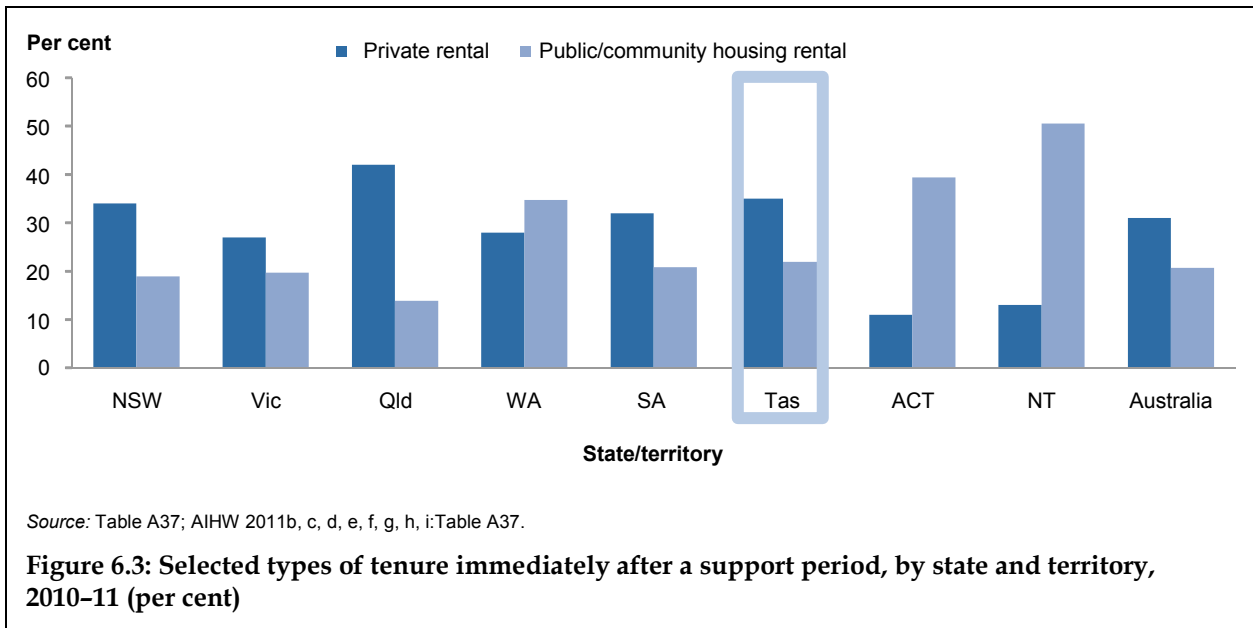 Per cent
Private rental Public/community housing rental
60
50
40
30
20
10
0
NSW Vic Qld WA SA Tas ACT NT Australia
State/territory
Source: Table A37; AIHW 2011b, c, d, e, f, g, h, i:Table A37.
Figure 6.3: Selected types of tenure immediately after a support period, by state and territory,
2010–11 (per cent)